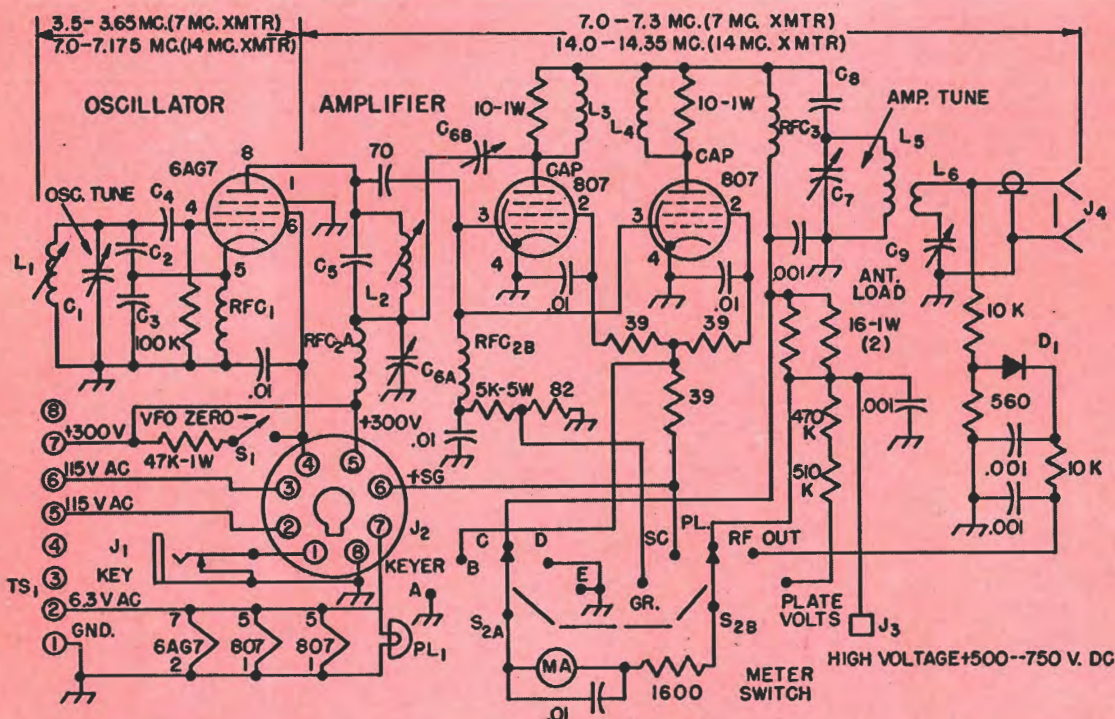 3.5-3.65 MC.(7 MC. XMTR)
7.0-7.175 MC.(14 MC. XMTR)
7.0-7.3 MC.(7 MC. XMTR)
14.0-14.35 MC.(14 MC. XMTR)
OSCILLATOR
AMPLIFIER
6AG7
8
1
6
4
5
OSC. TUNE
C4
L1
C1
C2
C3
100K
RFC1
.01
70
C5
L2
RFC2A
C6A
C6B
10-1W
L3
L4
10-1W
CAP
807
3
2
4
.01
CAP
807
3
2
4
.01
RFC3
C8
AMP. TUNE
C7
L5
L6
C9
J4
.001
ANT.
LOAD
RFC2B
5K-5W
82
.01
39
39
39
16-1W
(2)
470
K
510
K
.001
10 K
D1
560
.001
10 K
.001
8
7
+300V
VFO ZERO→
47K-1W
S1
+300V
6
115V AC
5
115 V AC
4
3
TS1
2
6.3 V AC
1
GND.
J1
KEY
4
5
3
6
2
7
1
8
J2
+SG
KEYER
A
B
C
D
E
GR.
SC
PL.
RF OUT
PLATE
VOLTS
J3
HIGH VOLTAGE+500--750 V. DC
S2A
S2B
MA
.01
1600
METER
SWITCH
7
6AG7
2
5
807
1
5
807
1
PL1